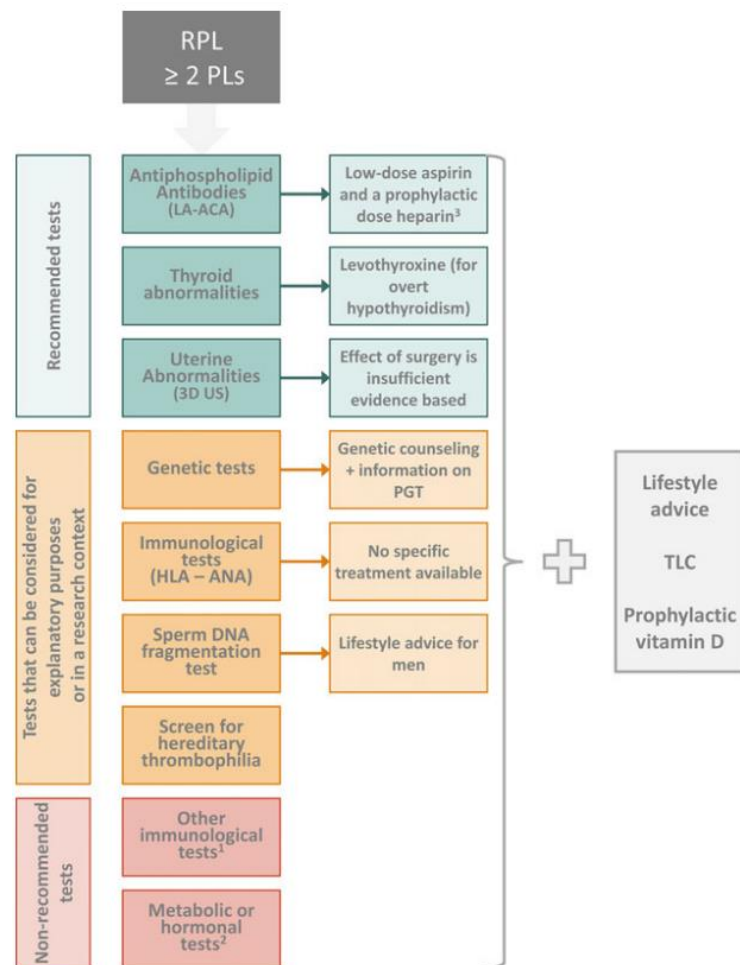 RPL
≥ 2 PLs
Recommended tests
Antiphospholipid
Antibodies
(LA-ACA)
Low-dose aspirin
and a prophylactic
dose heparin³
Thyroid
abnormalities
Levothyroxine (for
overt
hypothyroidism)
Uterine
Abnormalities
(3D US)
Effect of surgery is
insufficient
evidence based
Tests that can be considered for
explanatory purposes
or in a research context
Genetic tests
Genetic counseling
+ information on
PGT
Immunological
tests
(HLA – ANA)
No specific
treatment available
Sperm DNA
fragmentation
test
Lifestyle advice for
men
Screen for
hereditary
thrombophilia
Non-recommended
tests
Other
immunological
tests¹
Metabolic or
hormonal
tests²
Lifestyle
advice
TLC
Prophylactic
vitamin D